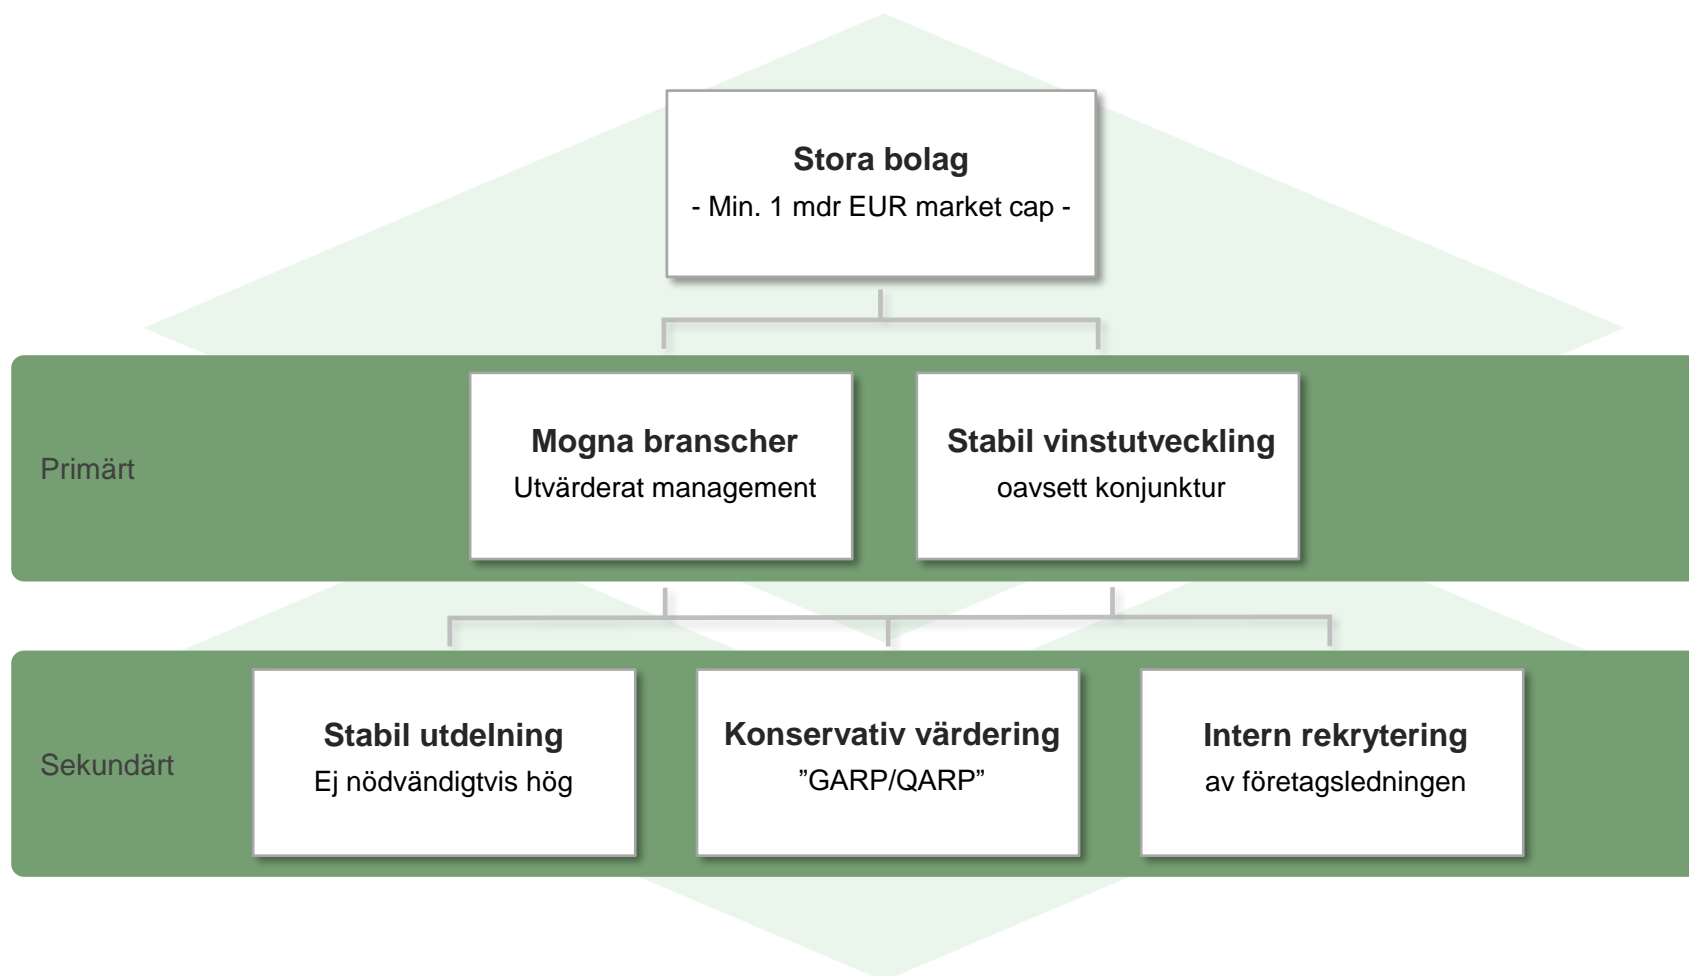 Stora bolag
- Min. 1 mdr EUR market cap -
Primärt
Mogna branscher
Utvärderat management
Stabil vinstutveckling
oavsett konjunktur
Sekundärt
Stabil utdelning
Ej nödvändigtvis hög
Konservativ värdering
”GARP/QARP”
Intern rekrytering
av företagsledningen